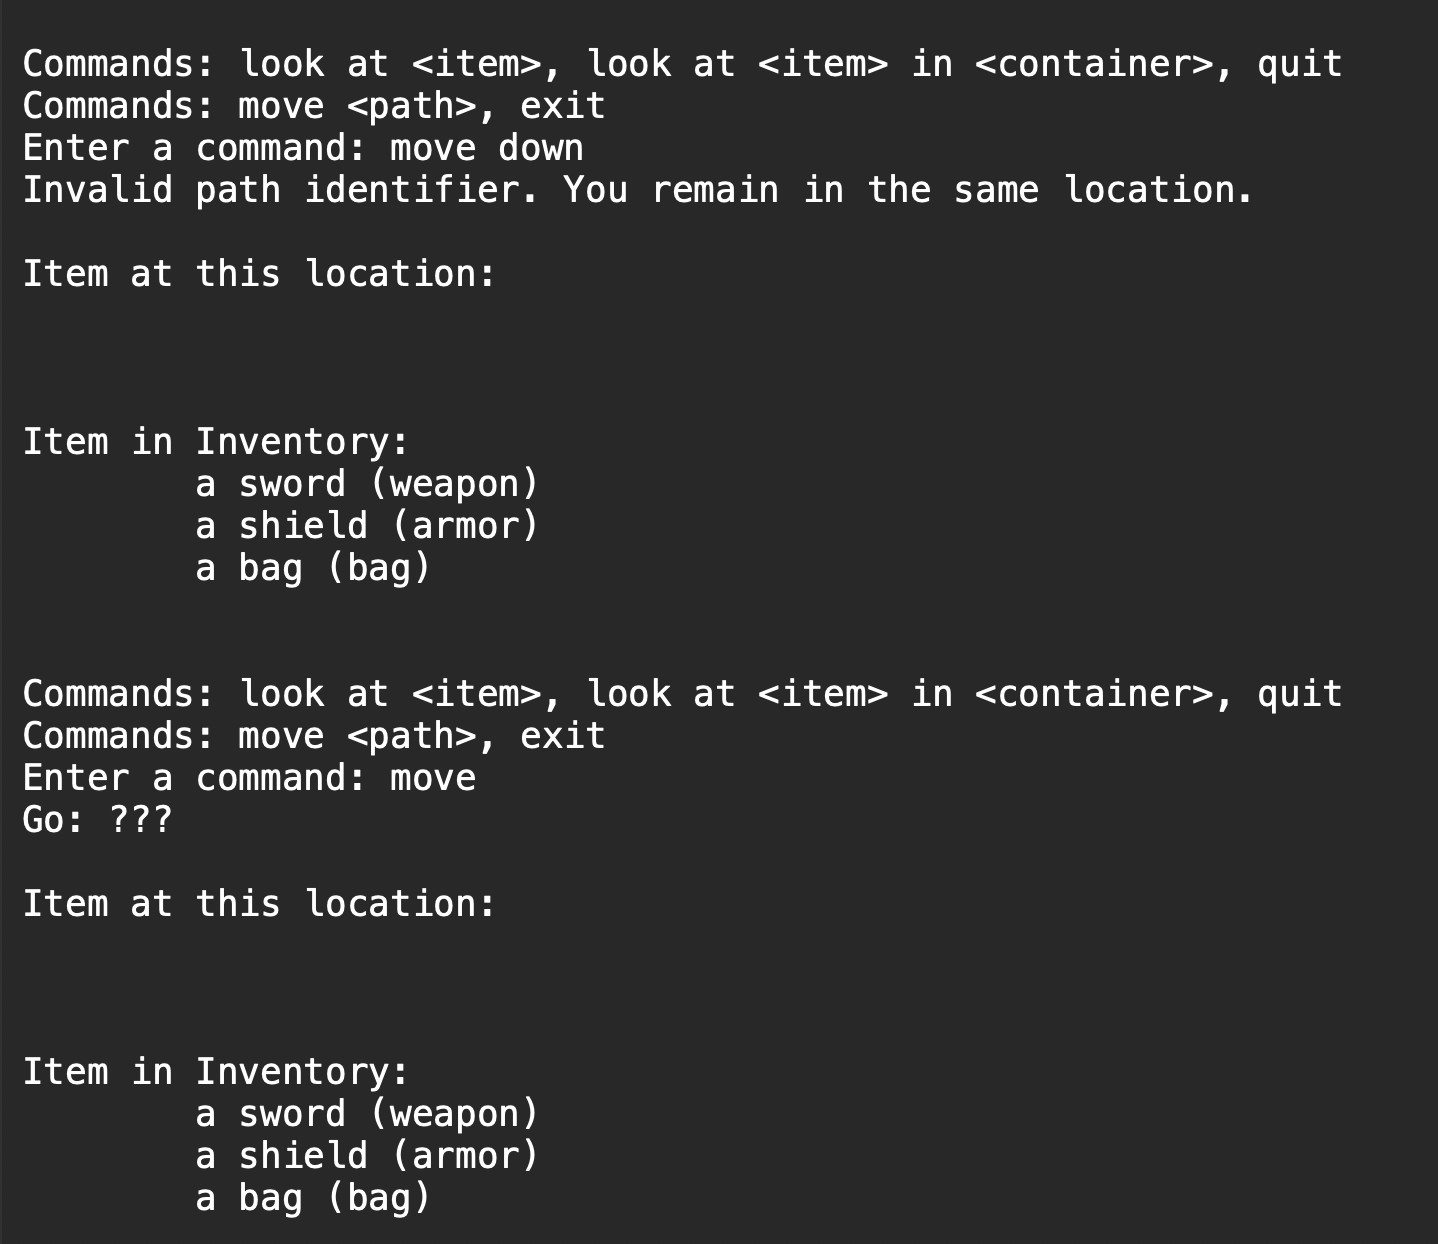 Commands: look at <item>, look at <item> in <container>, quit
Commands: move <path>, exit
Enter a command: move down
Invalid path identifier. You remain in the same location.
Item at this location:
Item in Inventory:
a sword (weapon)
a shield (armor)
a bag (bag)
Commands: look at <item>, look at <item> in <container>, quit
Commands: move <path>, exit
Enter a command: move
Go: ???
Item at this location:
Item in Inventory:
a sword (weapon)
a shield (armor)
a bag (bag)